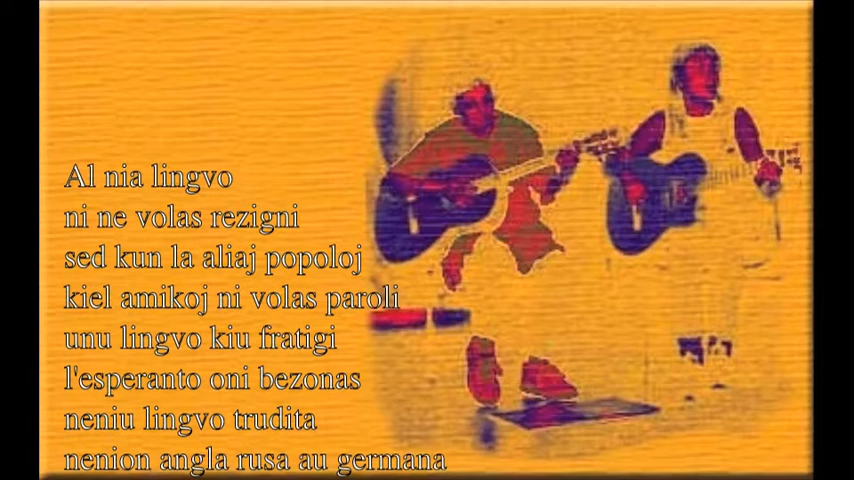 Al nia lingvo
ni ne volas rezigni
sed kun la aliaj popoloj
kiel amikoj ni volas paroli
unu lingvo kiu fratigi
l'esperanto oni bezonas
neniu lingvo trudita
nenion angla rusa au germana